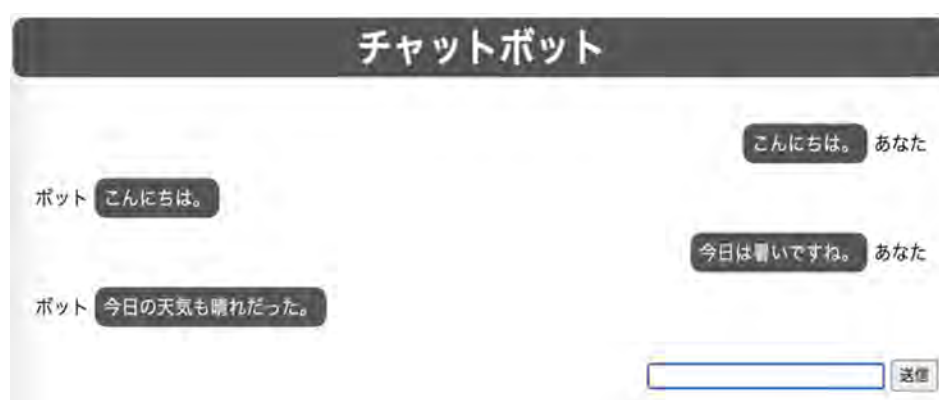 チャットボット
こんにちは。 あなた
ボット こんにちは。
今日は暑いですね。 あなた
ボット 今日の天気も晴れだった。
送信